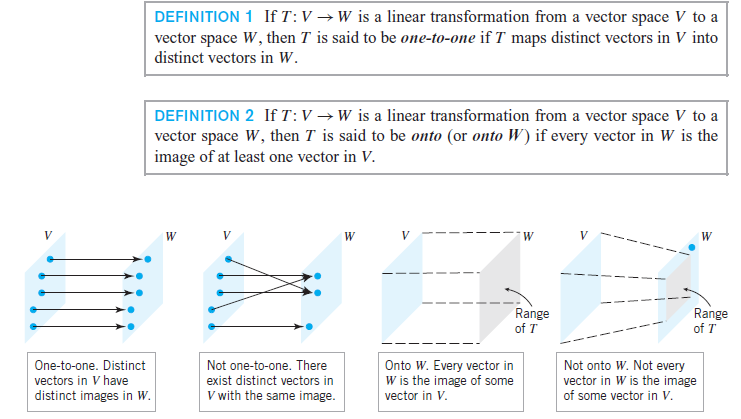 DEFINITION 1 If T: V → W is a linear transformation from a vector space V to a
vector space W, then T is said to be one-to-one if T maps distinct vectors in V into
distinct vectors in W.
DEFINITION 2 If T: V → W is a linear transformation from a vector space V to a
vector space W, then T is said to be onto (or onto W) if every vector in W is the
image of at least one vector in V.
V
W
V
W
V
W
V
W
Range
of T
Range
of T
One-to-one. Distinct
vectors in V have
distinct images in W.
Not one-to-one. There
exist distinct vectors in
V with the same image.
Onto W. Every vector in
W is the image of some
vector in V.
Not onto W. Not every
vector in W is the image
of some vector in V.